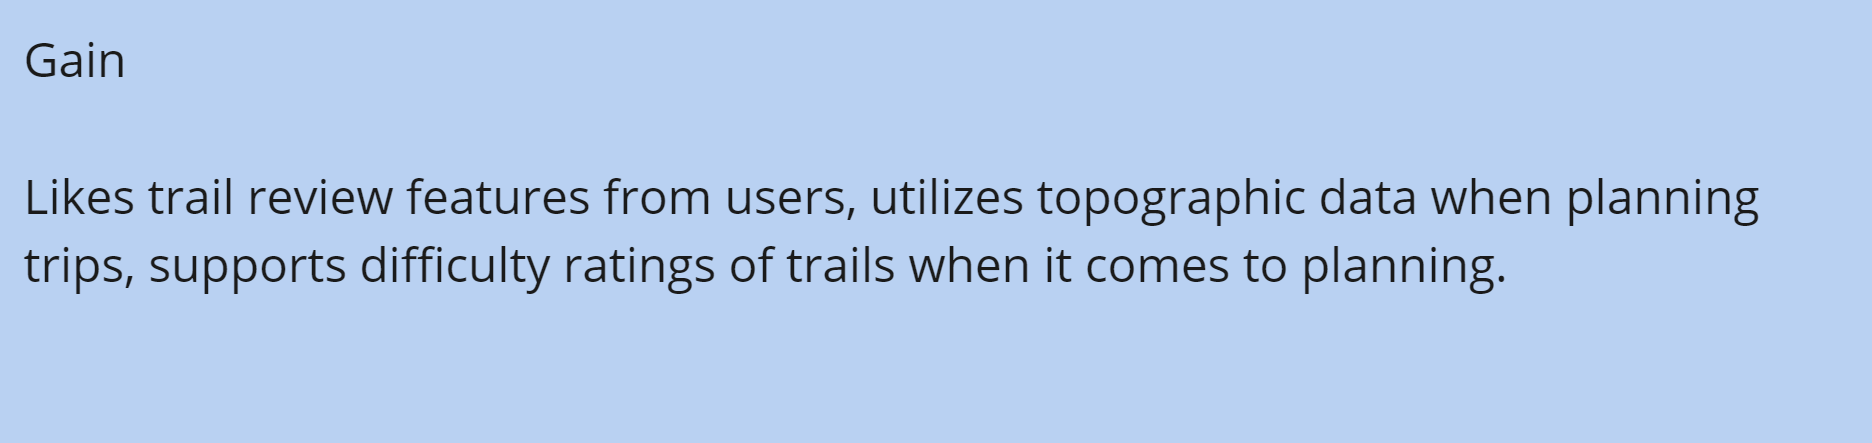 Gain
Likes trail review features from users, utilizes topographic data when planning
trips, supports difficulty ratings of trails when it comes to planning.